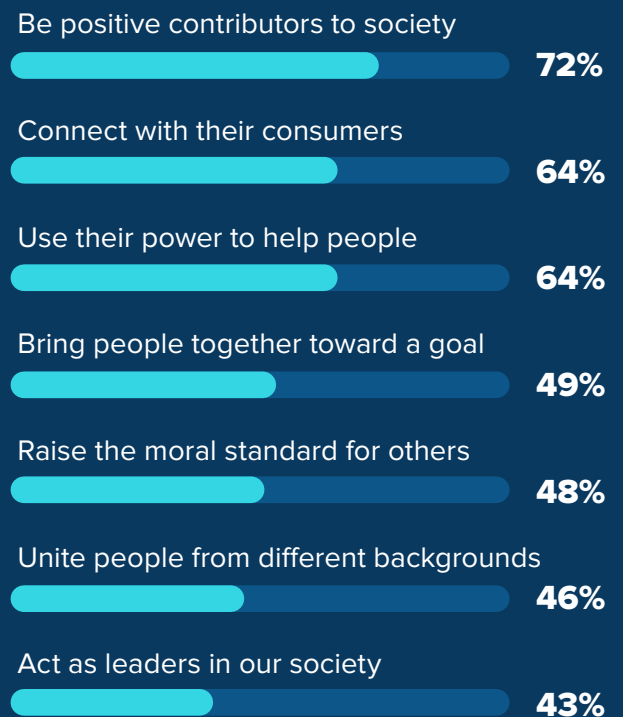 Be positive contributors to society
72%
Connect with their consumers
64%
Use their power to help people
64%
Bring people together toward a goal
49%
Raise the moral standard for others
48%
Unite people from different backgrounds
46%
Act as leaders in our society
43%